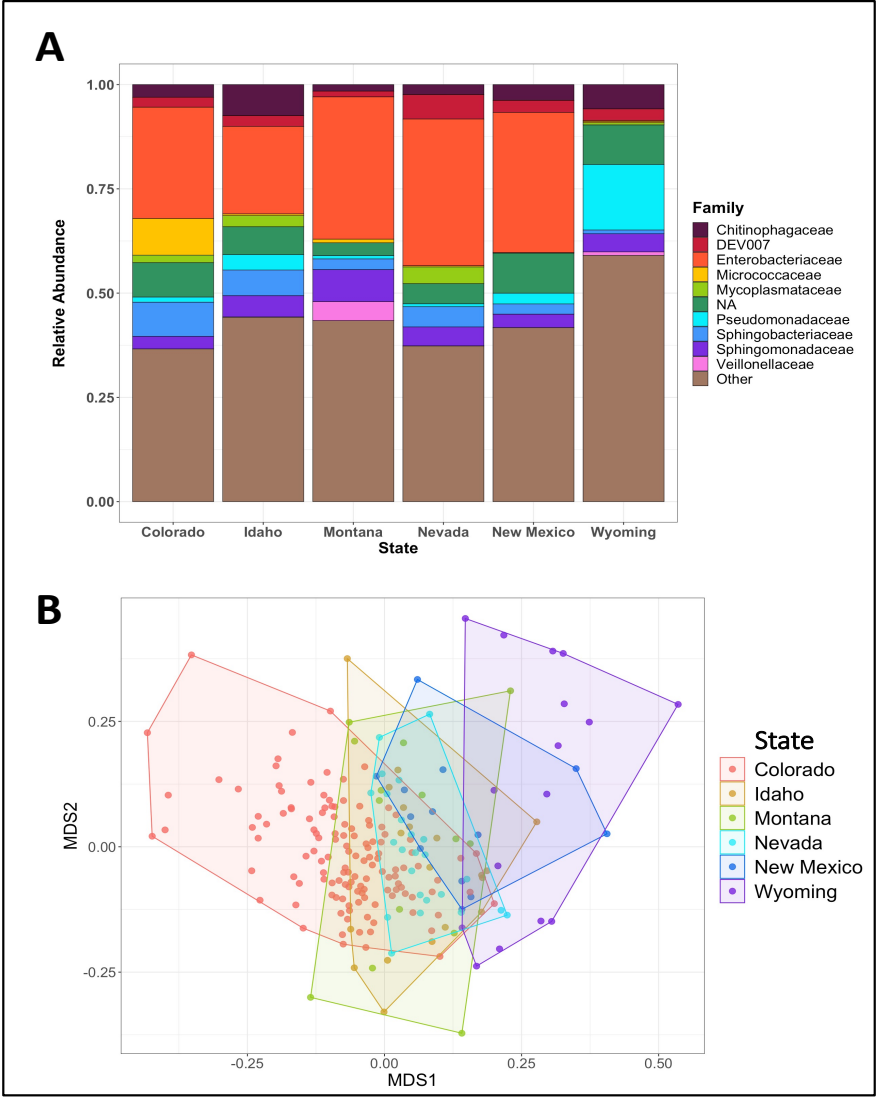 A
1.00
0.75
0.50
0.25
0.00
Relative Abundance
Colorado Idaho Montana Nevada New Mexico Wyoming
State
Family
Chitinophagaceae
DEV007
Enterobacteriaceae
Micrococcaceae
Mycoplasmataceae
NA
Pseudomonadaceae
Sphingobacteriaceae
Sphingomonadaceae
Veillonellaceae
Other
B
0.25
0.00
-0.25
MDS2
-0.25 0.00 0.25 0.50
MDS1
State
Colorado
Idaho
Montana
Nevada
New Mexico
Wyoming